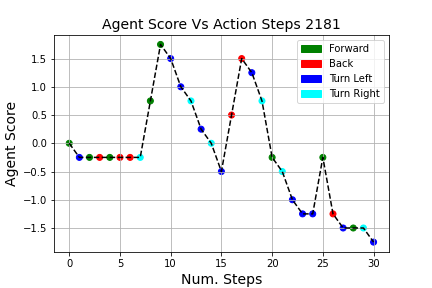 Agent Score Vs Action Steps 2181
Forward
Back
Turn Left
Turn Right
Agent Score
1.5
1.0
0.5
0.0
−0.5
−1.0
−1.5
0 5 10 15 20 25 30
Num. Steps